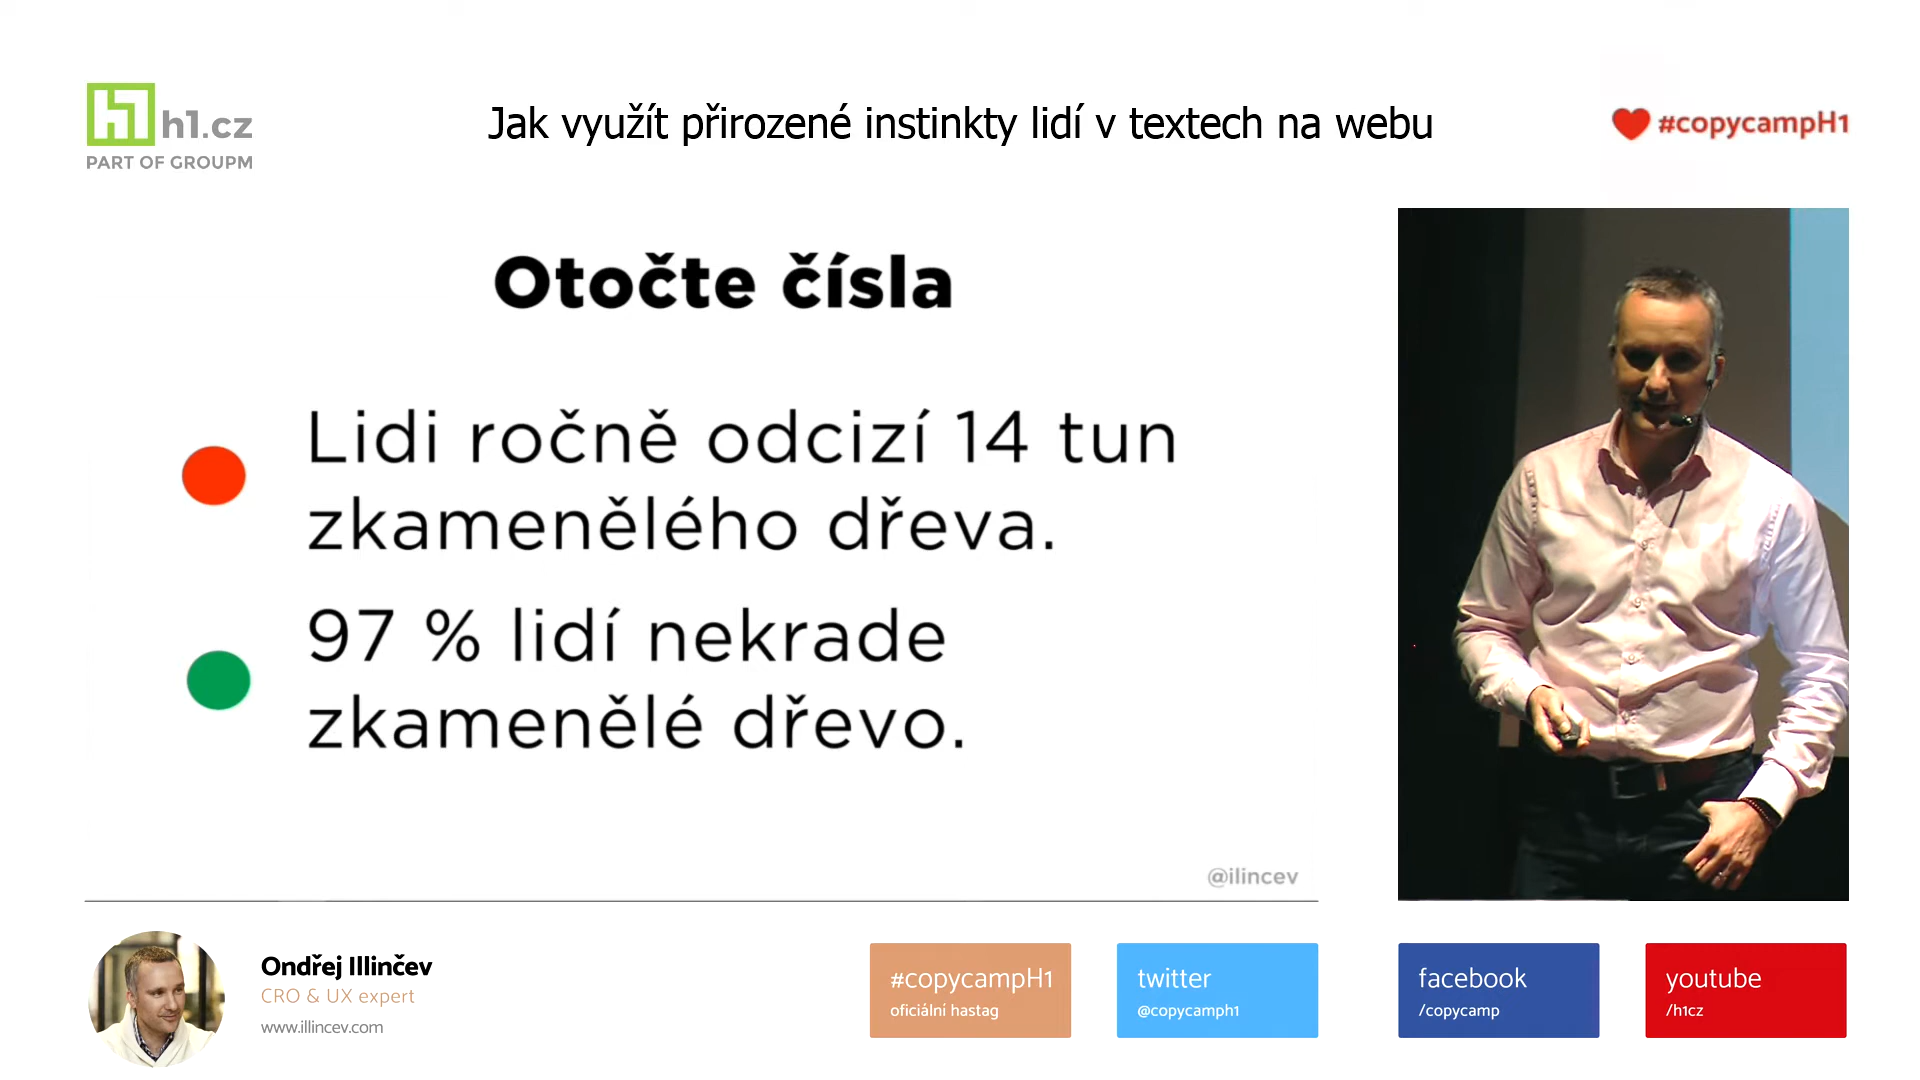 h1.cz
PART OF GROUPM
Jak využít přirozené instinkty lidí v textech na webu
#copycampH1
Otočte čísla
Lidi ročně odcizí 14 tun
zkamenělého dřeva.
97 % lidí nekrade
zkamenělé dřevo.
@ilincev
Ondřej Illinčev
CRO & UX expert
www.illincev.com
#copycampH1
oficiální hastag
twitter
@copycamph1
facebook
/copycamp
youtube
/h1cz